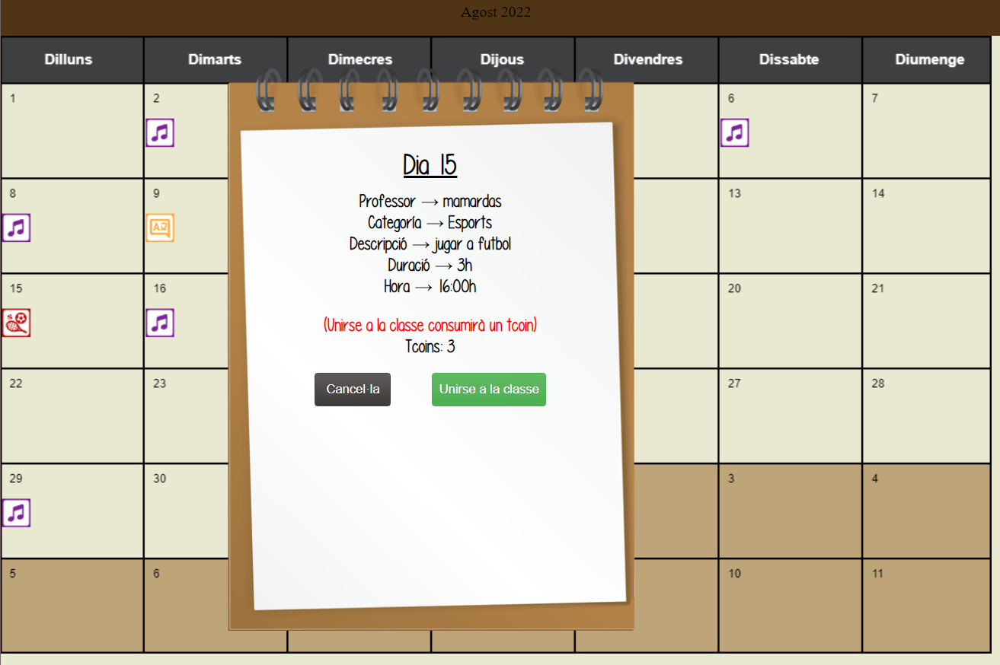 Agost 2022
Dilluns Dimarts Dimecres Dijous Divendres Dissabte Diumenge
1 2 6 7
8 9 13 14
15 16 20 21
22 23 27 28
29 30 3 4
5 6 10 11
Dia 15
Professor → mamardas
Categoría → Esports
Descripció → jugar a futbol
Duració → 3h
Hora → 16:00h
(Unirse a la classe consumirà un tcoin)
Tcoins: 3
Cancel·la Unirse a la classe